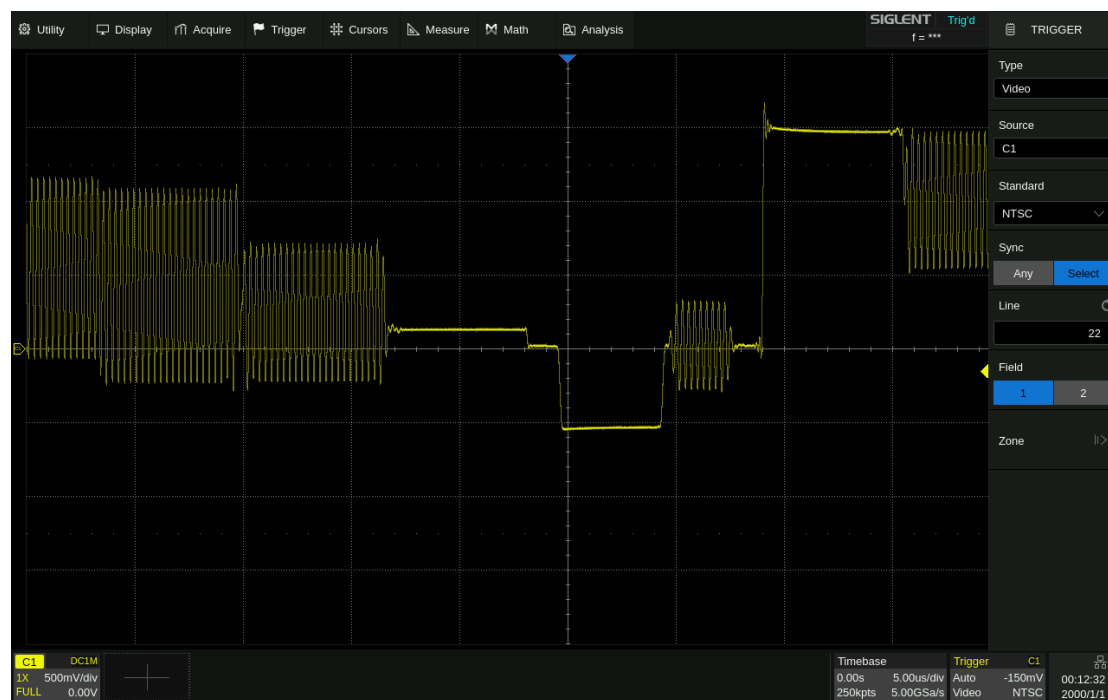 Utility Display Acquire Trigger Cursors Measure Math Analysis
SIGLENT Trig'd
f = ***
TRIGGER
Type
Video
Source
C1
Standard
NTSC
Sync
Any Select
Line
22
Field
1 2
Zone
C1 DC1M
1X 500mV/div
FULL 0.00V
Timebase
0.00s 5.00us/div
250kpts 5.00GSa/s
Trigger C1
Auto -150mV
Video NTSC
00:12:32
2000/1/1